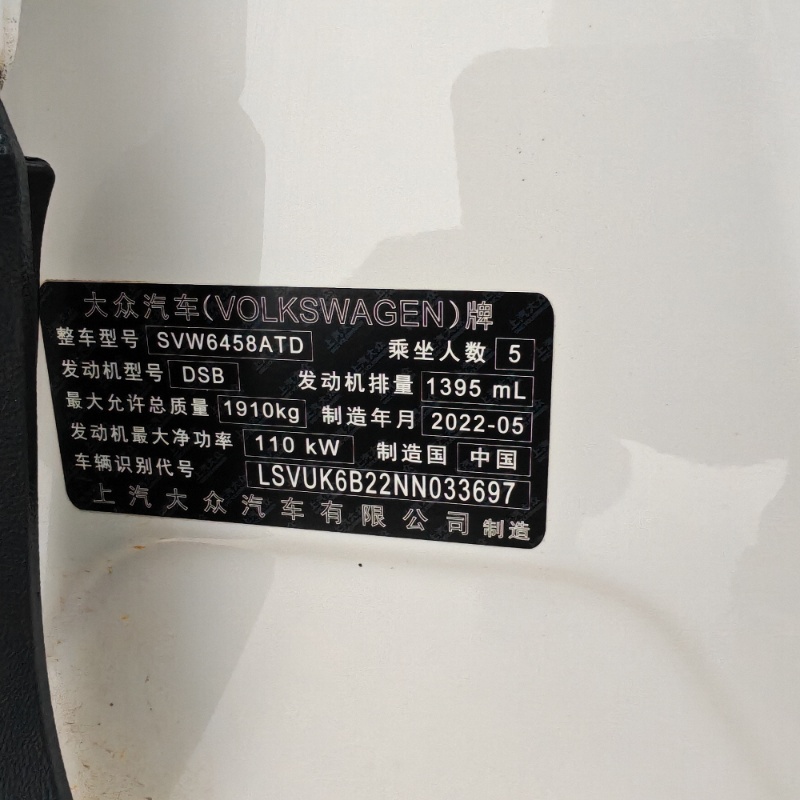 大众汽车(VOLKSWAGEN)牌
整车型号 SVW6458ATD 乘坐人数 5
发动机型号 DSB 发动机排量 1395 mL
最大允许总质量 1910kg 制造年月 2022-05
发动机最大净功率 110 kW 制造国 中国
车辆识别代号 LSVUK6B22NN033697
上汽大众汽车有限公司 制造